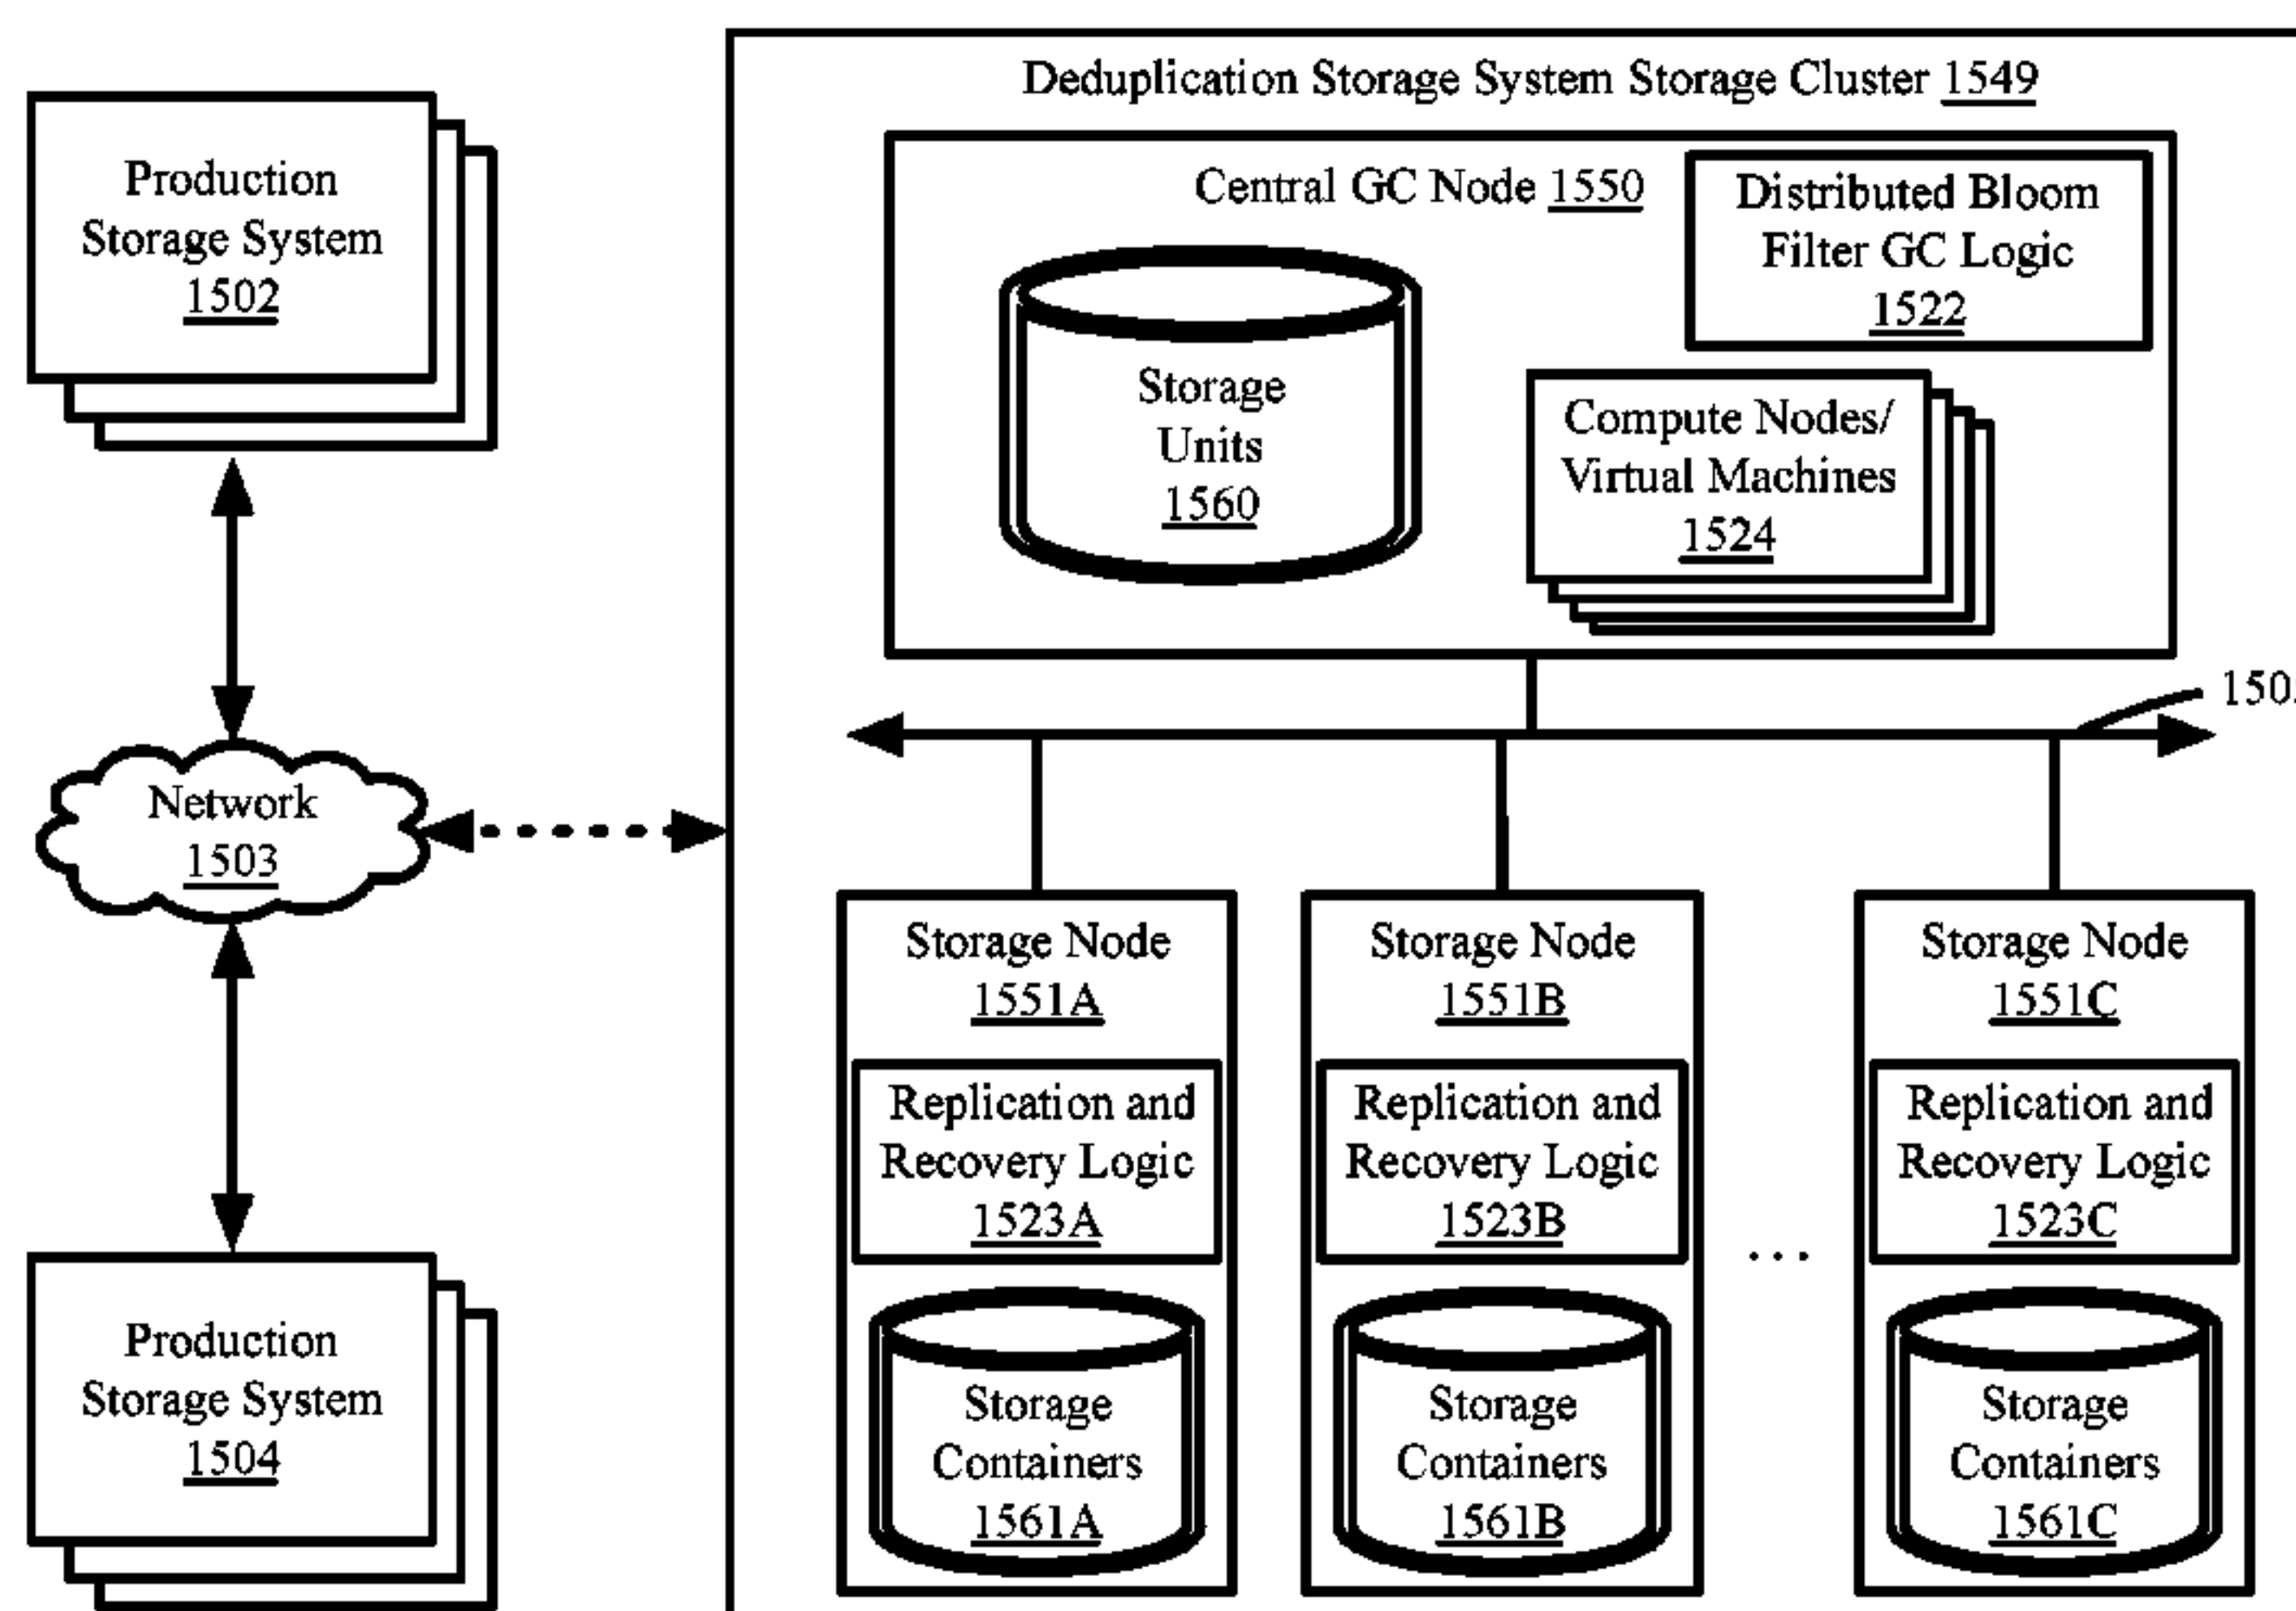 Deduplication Storage System Storage Cluster 1549
Production
Storage System
1502
Central GC Node 1550
Distributed Bloom
Filter GC Logic
1522
Storage
Units
1560
Compute Nodes/
Virtual Machines
1524
Network
1503
Storage Node
1551A
Replication and
Recovery Logic
1523A
Storage
Containers
1561A
Storage Node
1551B
Replication and
Recovery Logic
1523B
Storage
Containers
1561B
...
Storage Node
1551C
Replication and
Recovery Logic
1523C
Storage
Containers
1561C
Production
Storage System
1504